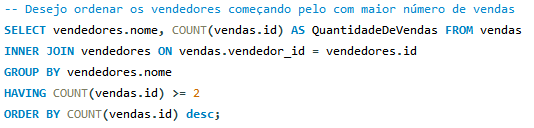 -- Desejo ordenar os vendedores começando pelo com maior número de vendas
SELECT vendedores.nome, COUNT(vendas.id) AS QuantidadeDeVendas FROM vendas
INNER JOIN vendedores ON vendas.vendedor_id = vendedores.id
GROUP BY vendedores.nome
HAVING COUNT(vendas.id) >= 2
ORDER BY COUNT(vendas.id) desc;